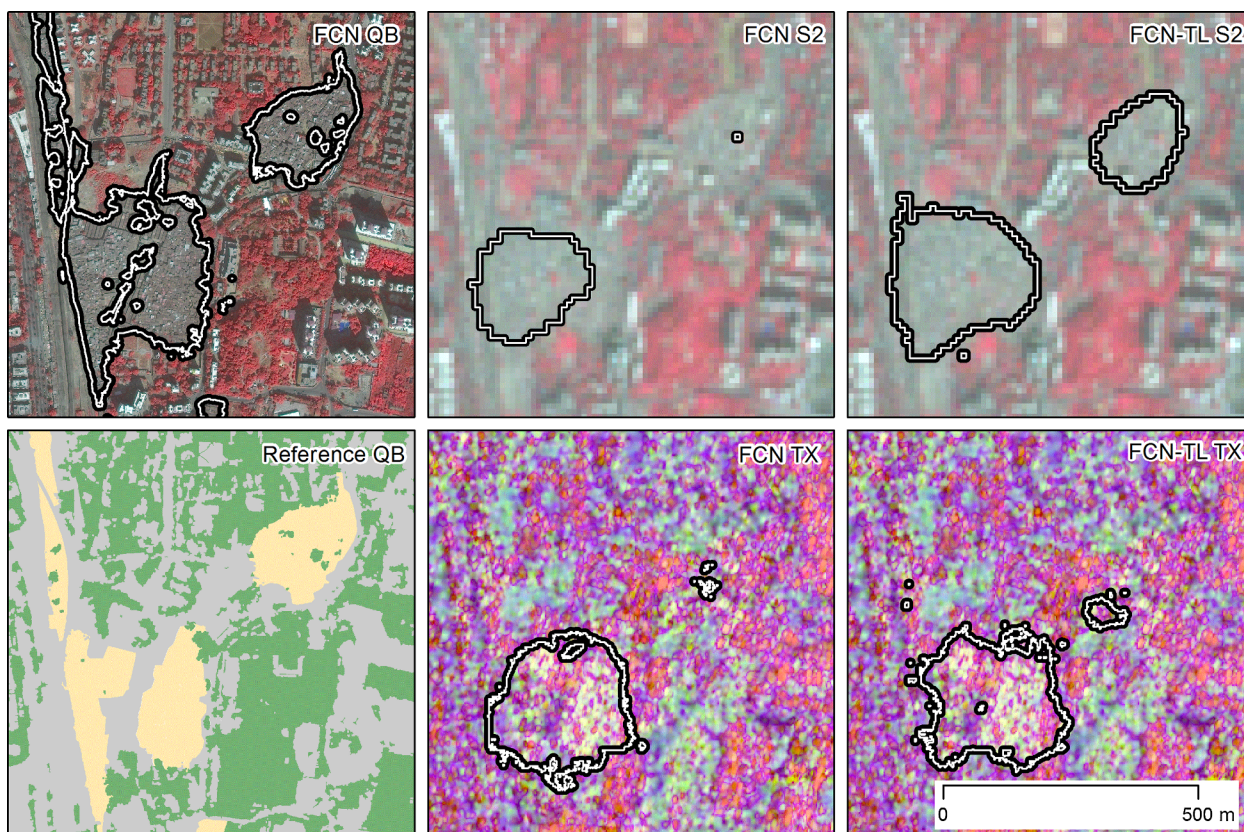 FCN QB
FCN S2
FCN-TL S2
Reference QB
FCN TX
FCN-TL TX
0
500 m